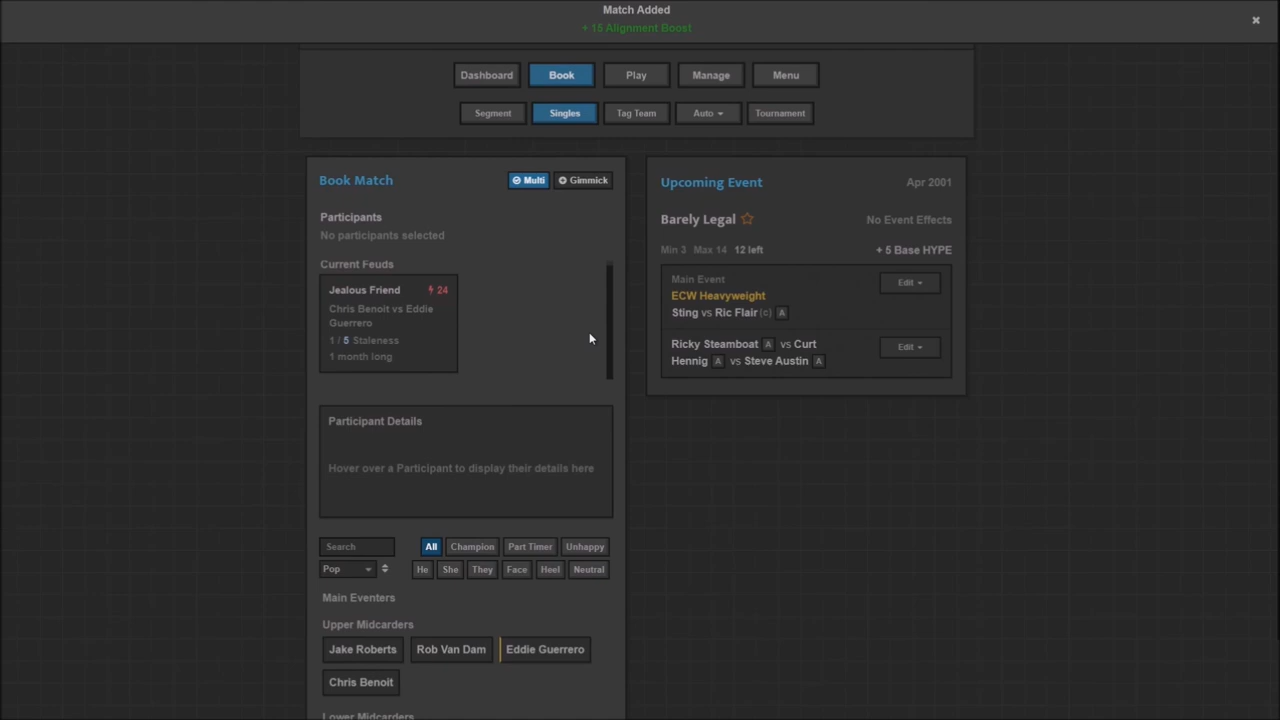 Match Added
+ 15 Alignment Boost
×
Dashboard Book Play Manage Menu
Segment Singles Tag Team Auto Tournament
Book Match Multi Gimmick
Participants
No participants selected
Current Feuds
Jealous Friend 24
Chris Benoit vs Eddie
Guerrero
1 / 5 Staleness
1 month long
Participant Details
Hover over a Participant to display their details here
Search All Champion Part Timer Unhappy
Pop He She They Face Heel Neutral
Main Eventers
Upper Midcarders
Jake Roberts Rob Van Dam Eddie Guerrero
Chris Benoit
Lower Midcarders
Upcoming Event Apr 2001
Barely Legal No Event Effects
Min 3 Max 14 12 left + 5 Base HYPE
Main Event Edit
ECW Heavyweight
Sting vs Ric Flair (c) A
Ricky Steamboat A vs Curt Edit
Hennig A vs Steve Austin A